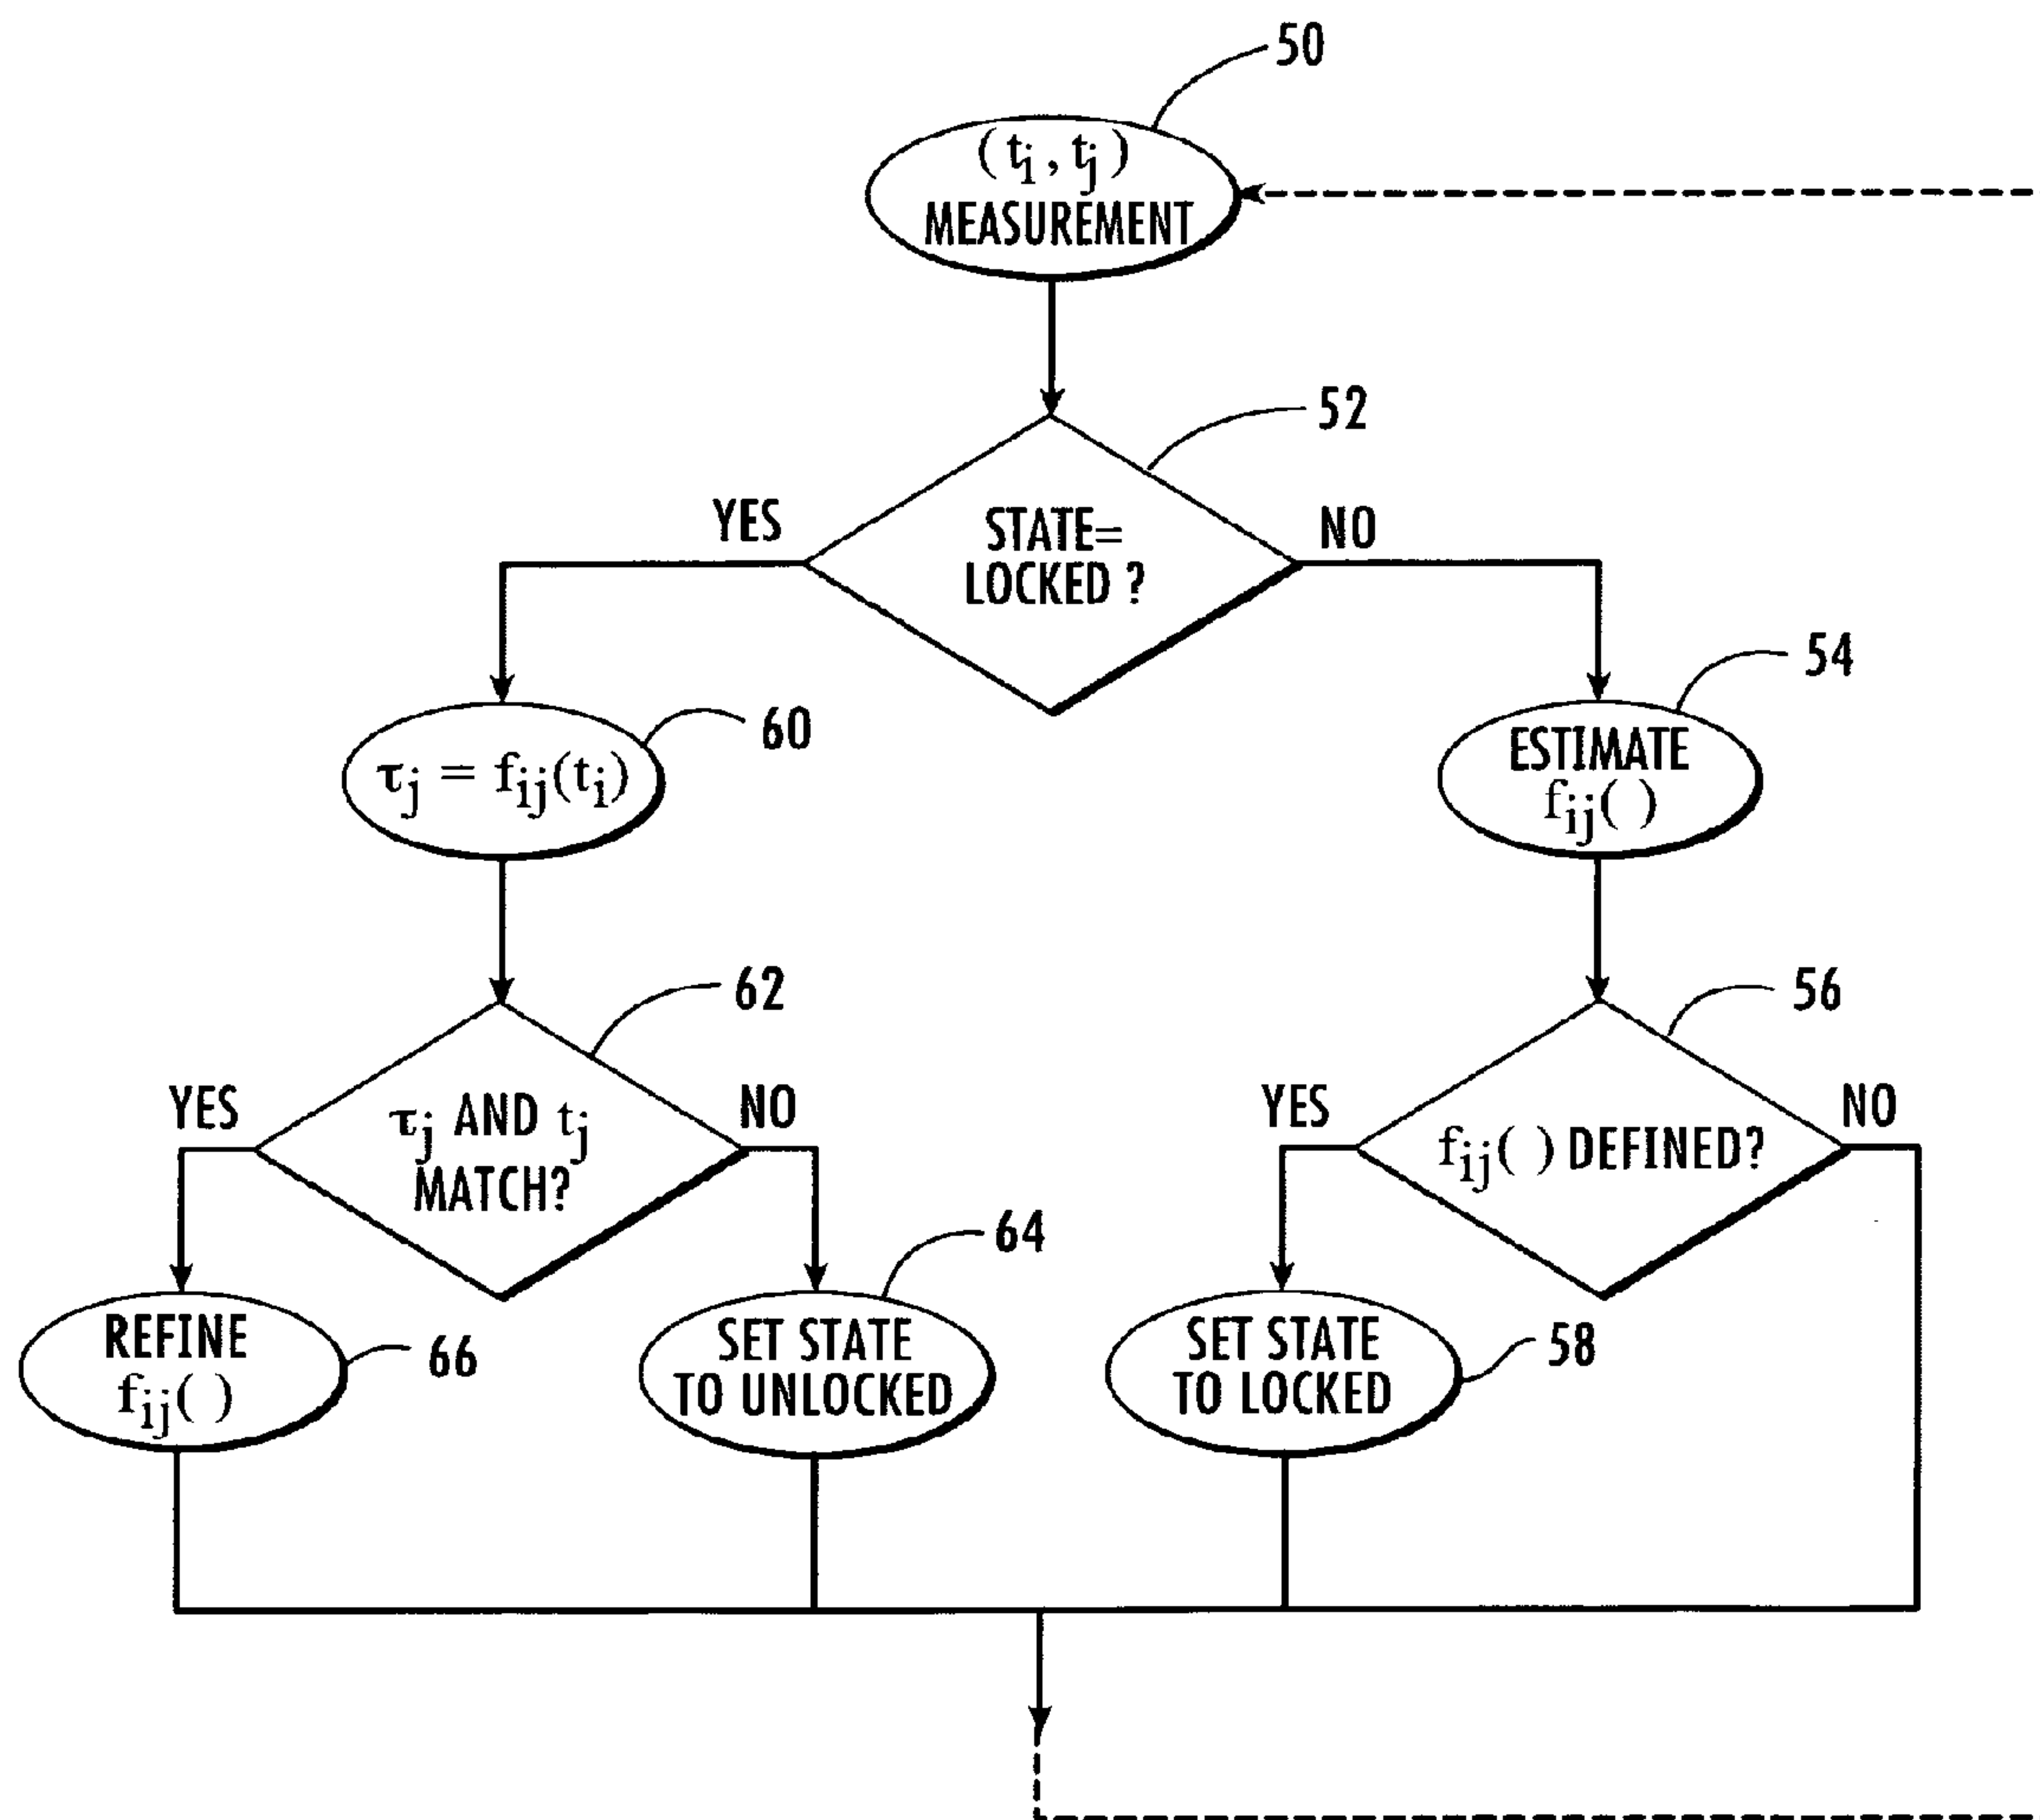 50
(tᵢ, tⱼ)
MEASUREMENT
52
YES
STATE=
LOCKED ?
NO
54
60
τⱼ = fᵢⱼ(tᵢ)
ESTIMATE
fᵢⱼ( )
62
56
YES
τⱼ AND tⱼ
MATCH?
NO
YES
fᵢⱼ( ) DEFINED?
NO
64
REFINE
fᵢⱼ( )
66
SET STATE
TO UNLOCKED
SET STATE
TO LOCKED
58